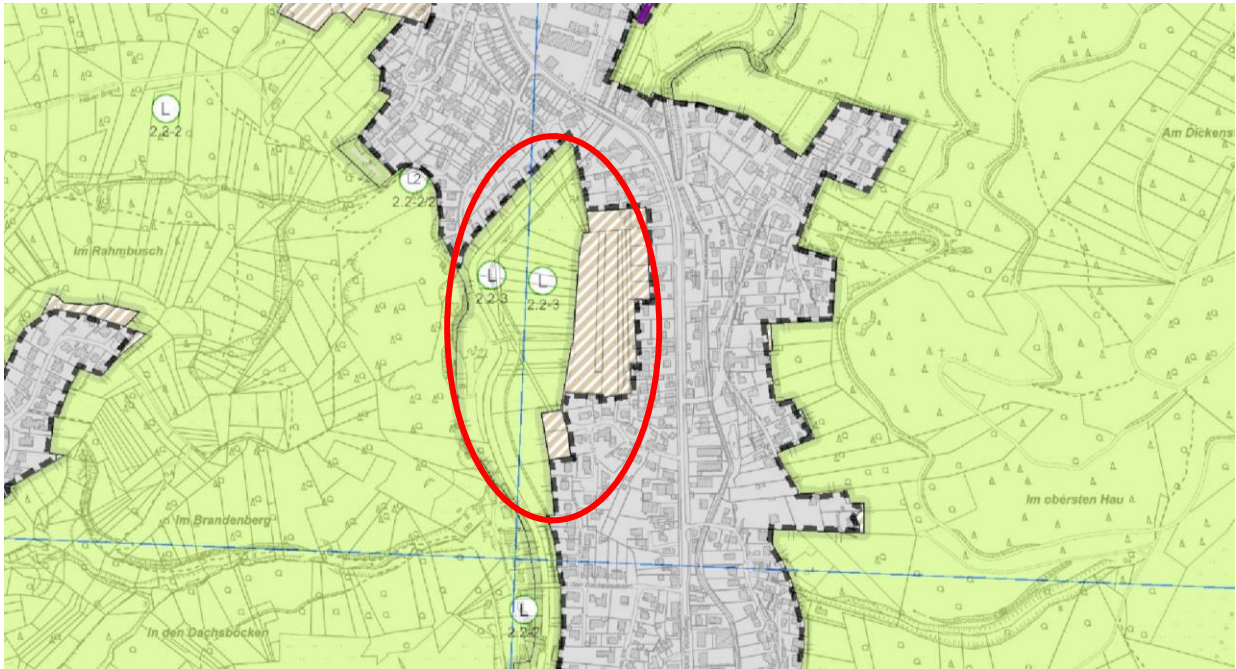 L
2.2-2
L2
2.2-2/2
Am Dickens
Im Rahmbusch
L
2.2-3
L
2.2-3
Im obersten Hau
Im Brandenberg
L
2.2-2
In den Dachsböcken